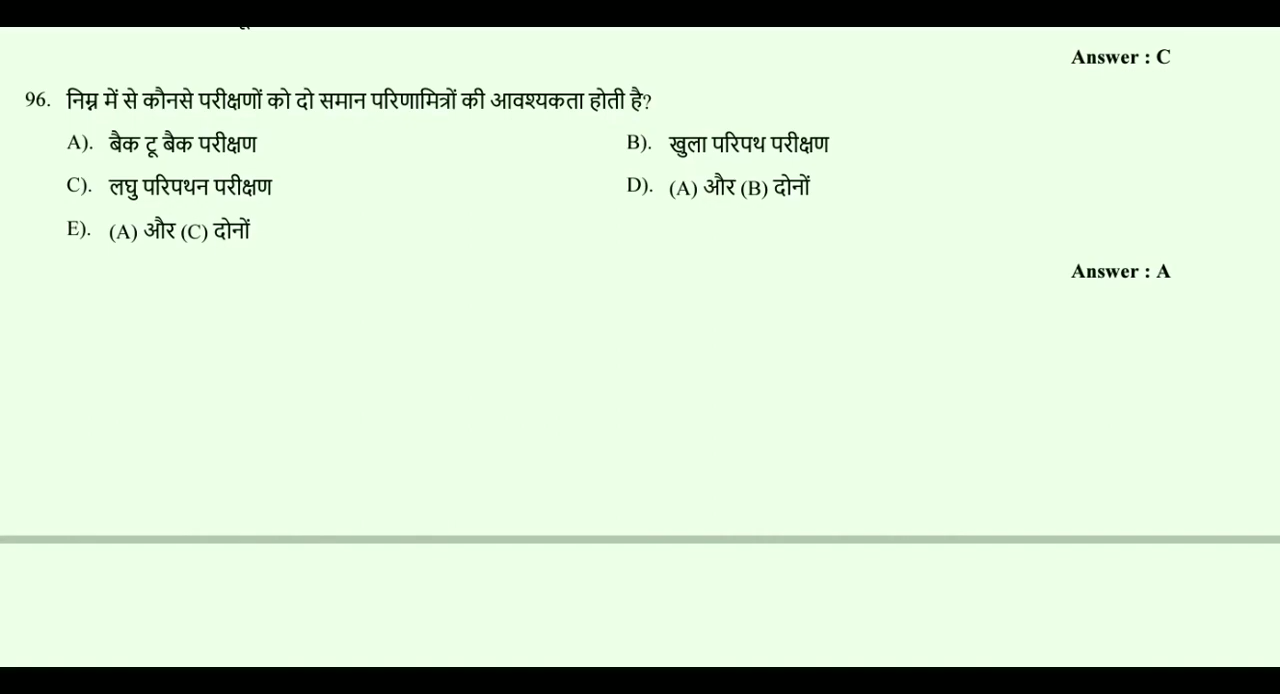 Answer : C
96. निम्न में से कौनसे परीक्षणों को दो समान परिणामित्रों की आवश्यकता होती है?
A). बैक टू बैक परीक्षण B). खुला परिपथ परीक्षण
C). लघु परिपथन परीक्षण D). (A) और (B) दोनों
E). (A) और (C) दोनों
Answer : A